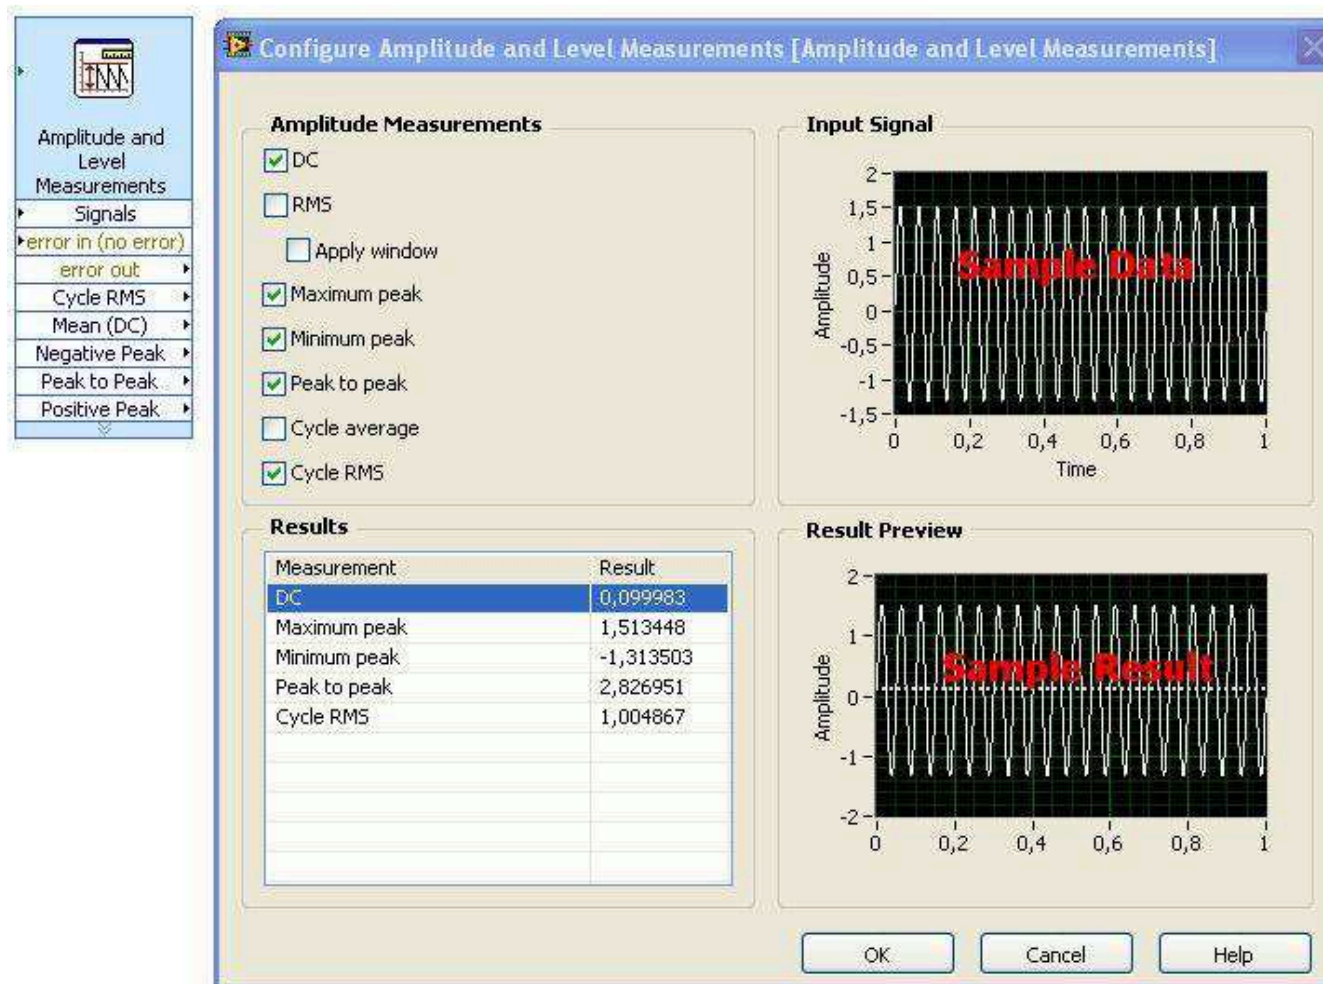 Amplitude and
Level
Measurements
Signals
error in (no error)
error out
Cycle RMS
Mean (DC)
Negative Peak
Peak to Peak
Positive Peak
Configure Amplitude and Level Measurements [Amplitude and Level Measurements]
Amplitude Measurements
DC
RMS
Apply window
Maximum peak
Minimum peak
Peak to peak
Cycle average
Cycle RMS
Input Signal
2
1,5
1
0,5
0
-0,5
-1
-1,5
Amplitude
Sample Data
0 0,2 0,4 0,6 0,8 1
Time
Results
Measurement Result
DC 0,099983
Maximum peak 1,513448
Minimum peak -1,313503
Peak to peak 2,826951
Cycle RMS 1,004867
Result Preview
2
1
0
-1
-2
Amplitude
Sample Result
0 0,2 0,4 0,6 0,8 1
OK Cancel Help